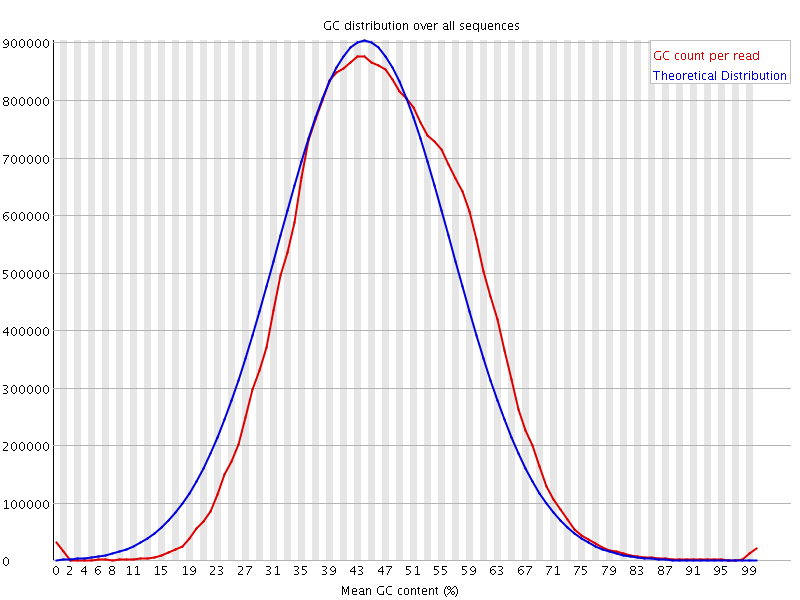 GC distribution over all sequences
GC count per read
Theoretical Distribution
900000
800000
700000
600000
500000
400000
300000
200000
100000
0
0 2 4 6 8 11 15 19 23 27 31 35 39 43 47 51 55 59 63 67 71 75 79 83 87 91 95 99
Mean GC content (%)